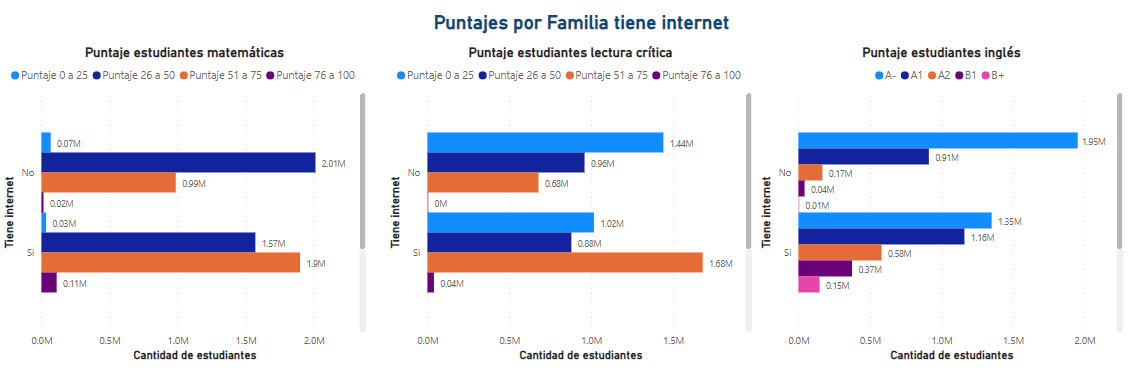 Puntajes por Familia tiene internet
Puntaje estudiantes matemáticas
Puntaje 0 a 25 Puntaje 26 a 50 Puntaje 51 a 75 Puntaje 76 a 100
Tiene internet
No
Si
0.07M
2.01M
0.99M
0.02M
0.03M
1.57M
1.9M
0.11M
0.0M 0.5M 1.0M 1.5M 2.0M
Cantidad de estudiantes
Puntaje estudiantes lectura crítica
Puntaje 0 a 25 Puntaje 26 a 50 Puntaje 51 a 75 Puntaje 76 a 100
Tiene internet
No
Si
1.44M
0.96M
0.68M
0M
1.02M
0.88M
1.68M
0.04M
0.0M 0.5M 1.0M 1.5M
Cantidad de estudiantes
Puntaje estudiantes inglés
A- A1 A2 B1 B+
Tiene internet
No
Si
1.95M
0.91M
0.17M
0.04M
0.01M
1.35M
1.16M
0.58M
0.37M
0.15M
0.0M 0.5M 1.0M 1.5M 2.0M
Cantidad de estudiantes